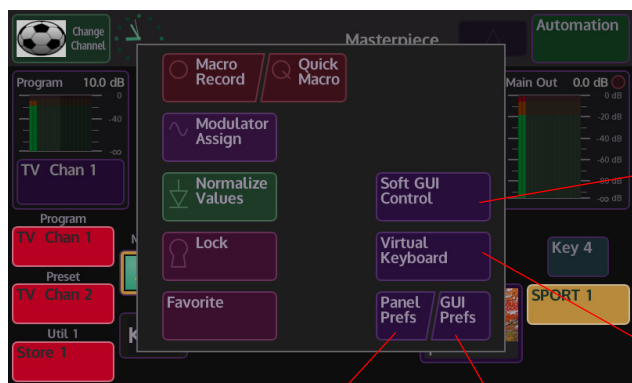 Change
Channel
Masterpiece
Automation
Program 10.0 dB
0
-40
-∞
TV Chan 1
Main Out 0.0 dB
0 dB
-20 dB
-40 dB
-60 dB
-80 dB
-∞ dB
Macro
Record
Quick
Macro
Modulator
Assign
Normalize
Values
Lock
Favorite
Soft GUI
Control
Virtual
Keyboard
Panel
Prefs
GUI
Prefs
Program
TV Chan 1
Preset
TV Chan 2
Util 1
Store 1
Key 4
SPORT 1